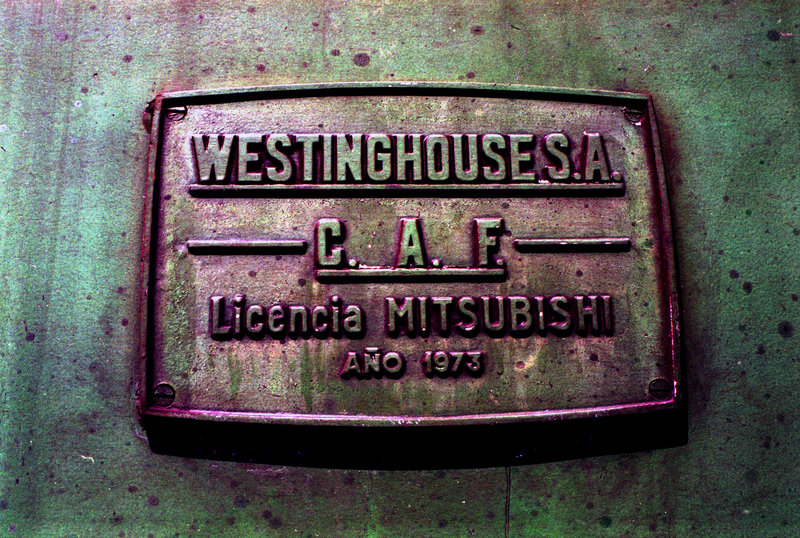 WESTINGHOUSE S.A.
C. A. F.
Licencia MITSUBISHI
AÑO 1973